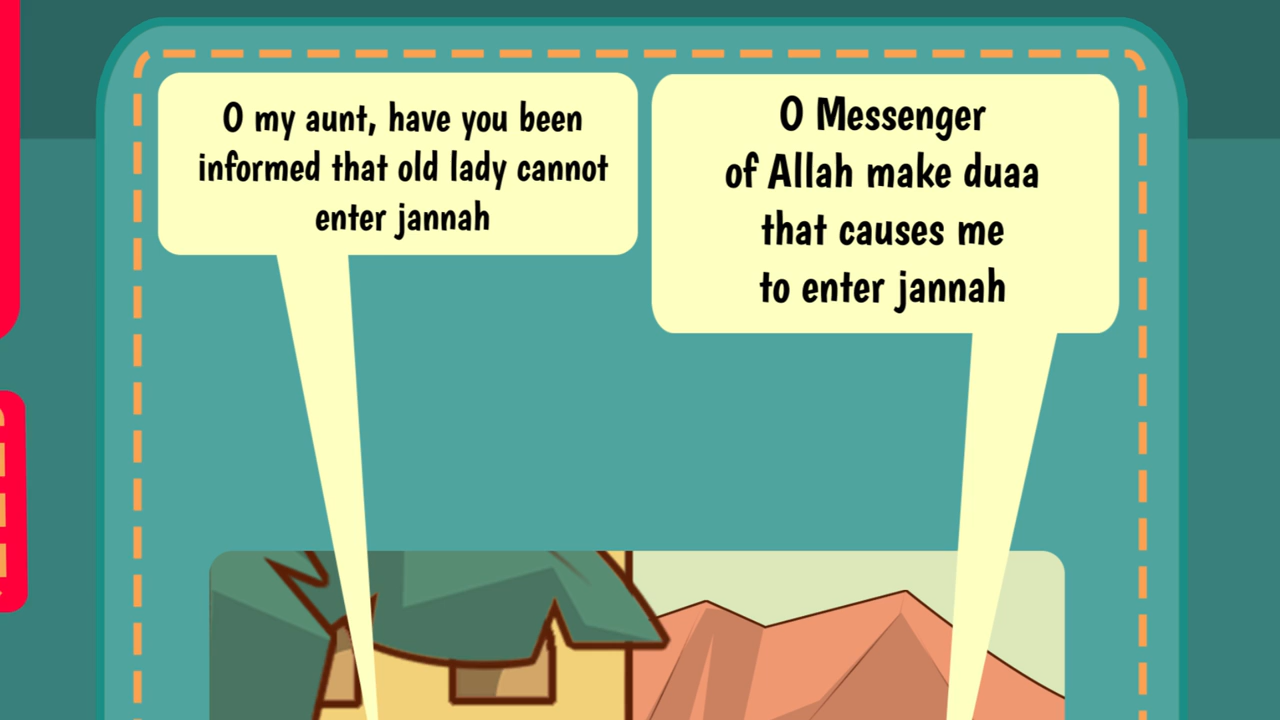 O my aunt, have you been
informed that old lady cannot
enter jannah
O Messenger
of Allah make duaa
that causes me
to enter jannah